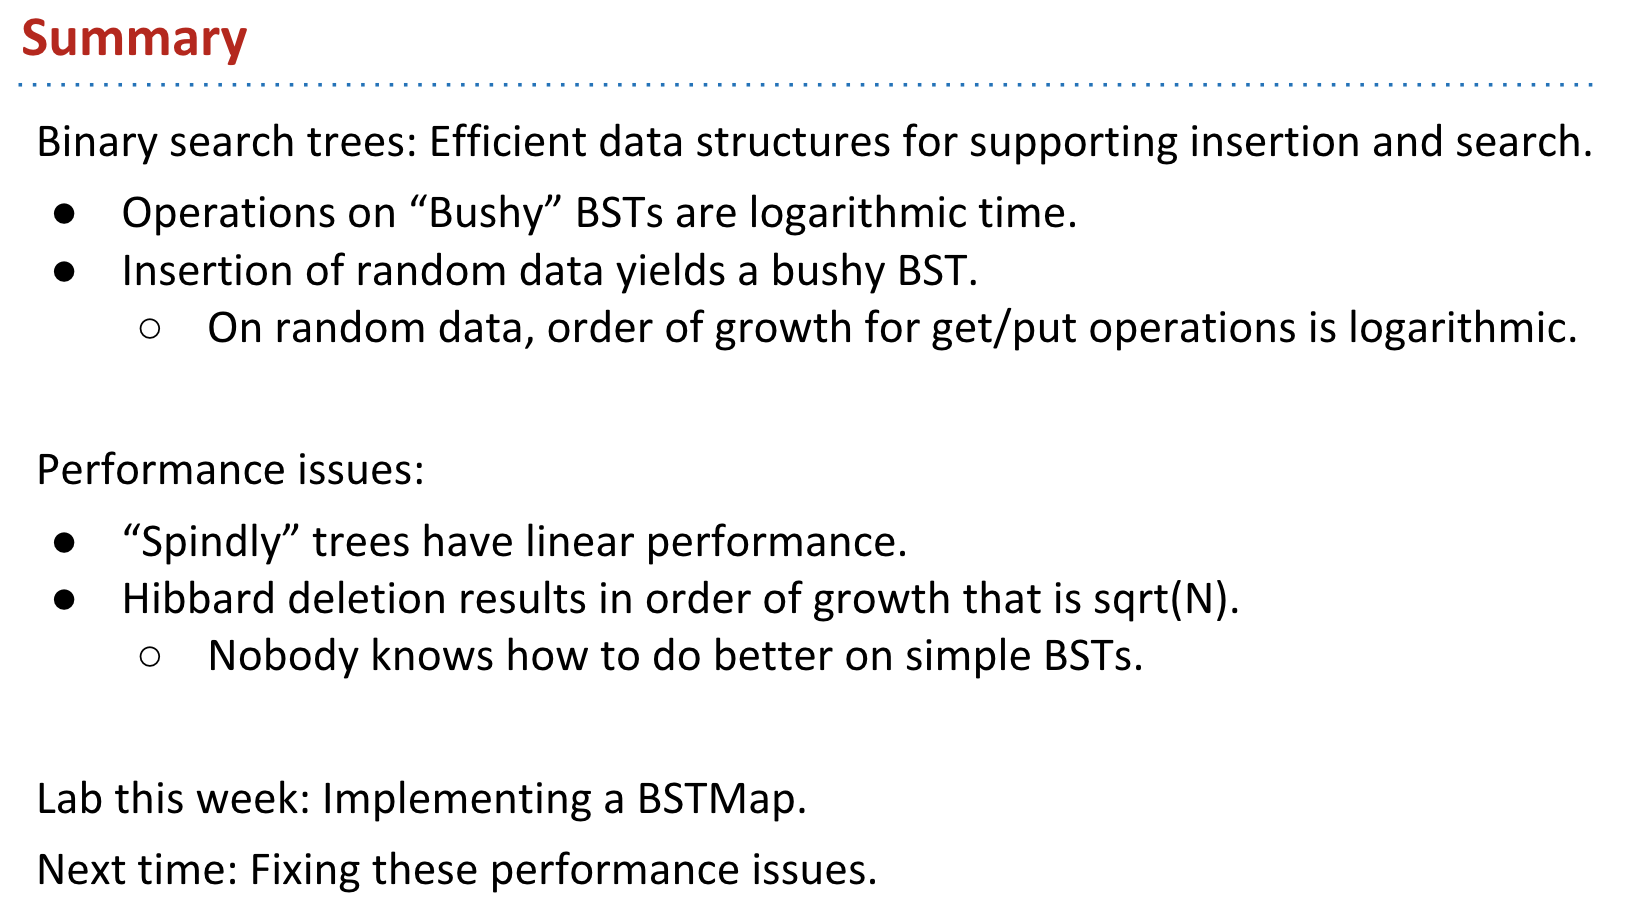 Summary
Binary search trees: Efficient data structures for supporting insertion and search.
● Operations on “Bushy” BSTs are logarithmic time.
● Insertion of random data yields a bushy BST.
○ On random data, order of growth for get/put operations is logarithmic.
Performance issues:
● “Spindly” trees have linear performance.
● Hibbard deletion results in order of growth that is sqrt(N).
○ Nobody knows how to do better on simple BSTs.
Lab this week: Implementing a BSTMap.
Next time: Fixing these performance issues.